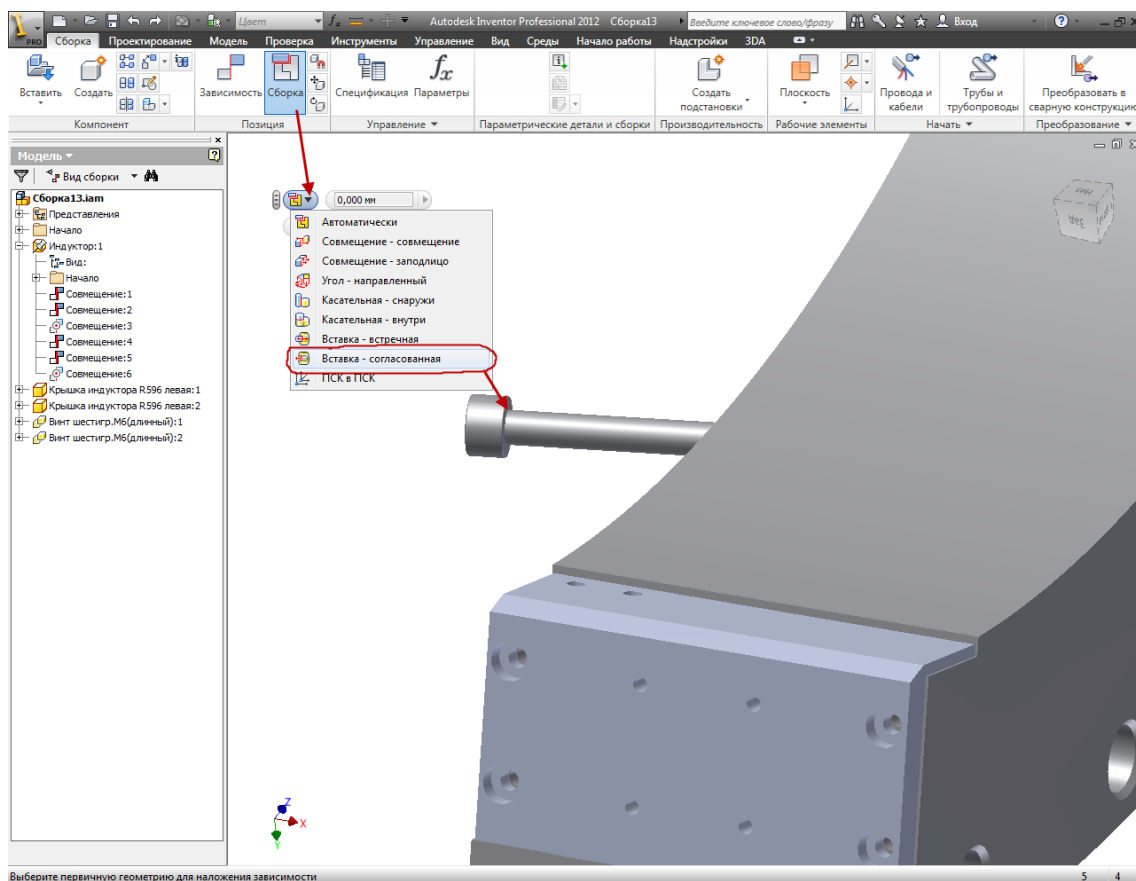 Цвет
Autodesk Inventor Professional 2012 Сборка13
Введите ключевое слово/фразу
Вход
PRO
Сборка Проектирование Модель Проверка Инструменты Управление Вид Среды Начало работы Надстройки 3DA
Вставить Создать Зависимость Сборка Спецификация Параметры
Создать подстановки
Плоскость
Провода и кабели
Трубы и трубопроводы
Преобразовать в сварную конструкцию
Компонент Позиция Управление Параметрические детали и сборки Производительность Рабочие элементы Начать Преобразование
Модель
Вид сборки
Сборка13.iam
Представления
Начало
Индуктор:1
Вид:
Начало
Совмещение:1
Совмещение:2
Совмещение:3
Совмещение:4
Совмещение:5
Совмещение:6
Крышка индуктора R596 левая:1
Крышка индуктора R596 левая:2
Винт шестигр.М6(длинный):1
Винт шестигр.М6(длинный):2
0,000 мм
Автоматически
Совмещение - совмещение
Совмещение - заподлицо
Угол - направленный
Касательная - снаружи
Касательная - внутри
Вставка - встречная
Вставка - согласованная
ПСК в ПСК
Z
X
Y
Выберите первичную геометрию для наложения зависимости
5 4